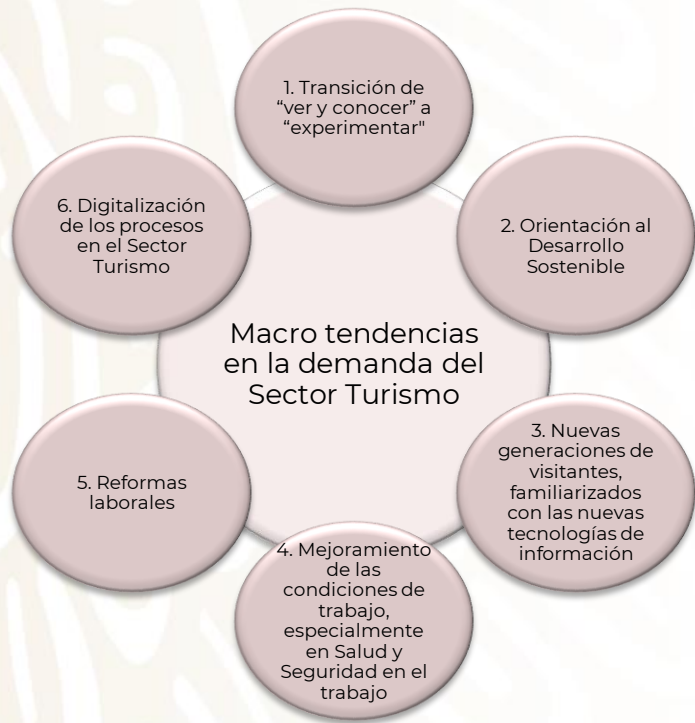 1. Transición de
“ver y conocer” a
“experimentar"
2. Orientación al
Desarrollo
Sostenible
3. Nuevas
generaciones de
visitantes,
familiarizados
con las nuevas
tecnologías de
información
4. Mejoramiento
de las
condiciones de
trabajo,
especialmente
en Salud y
Seguridad en el
trabajo
5. Reformas
laborales
6. Digitalización
de los procesos
en el Sector
Turismo
Macro tendencias
en la demanda del
Sector Turismo